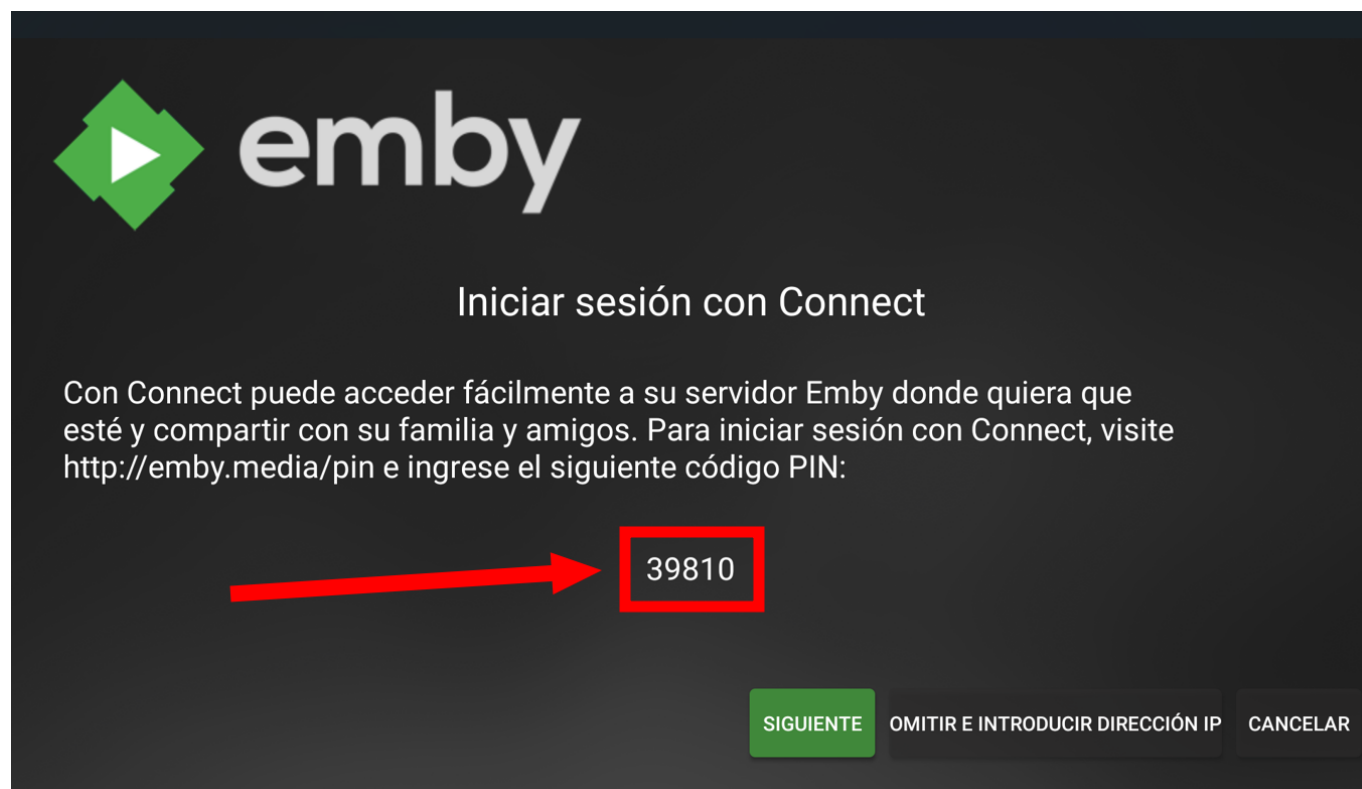 emby
Iniciar sesión con Connect
Con Connect puede acceder fácilmente a su servidor Emby donde quiera que
esté y compartir con su familia y amigos. Para iniciar sesión con Connect, visite
http://emby.media/pin e ingrese el siguiente código PIN:
39810
SIGUIENTE OMITIR E INTRODUCIR DIRECCIÓN IP CANCELAR